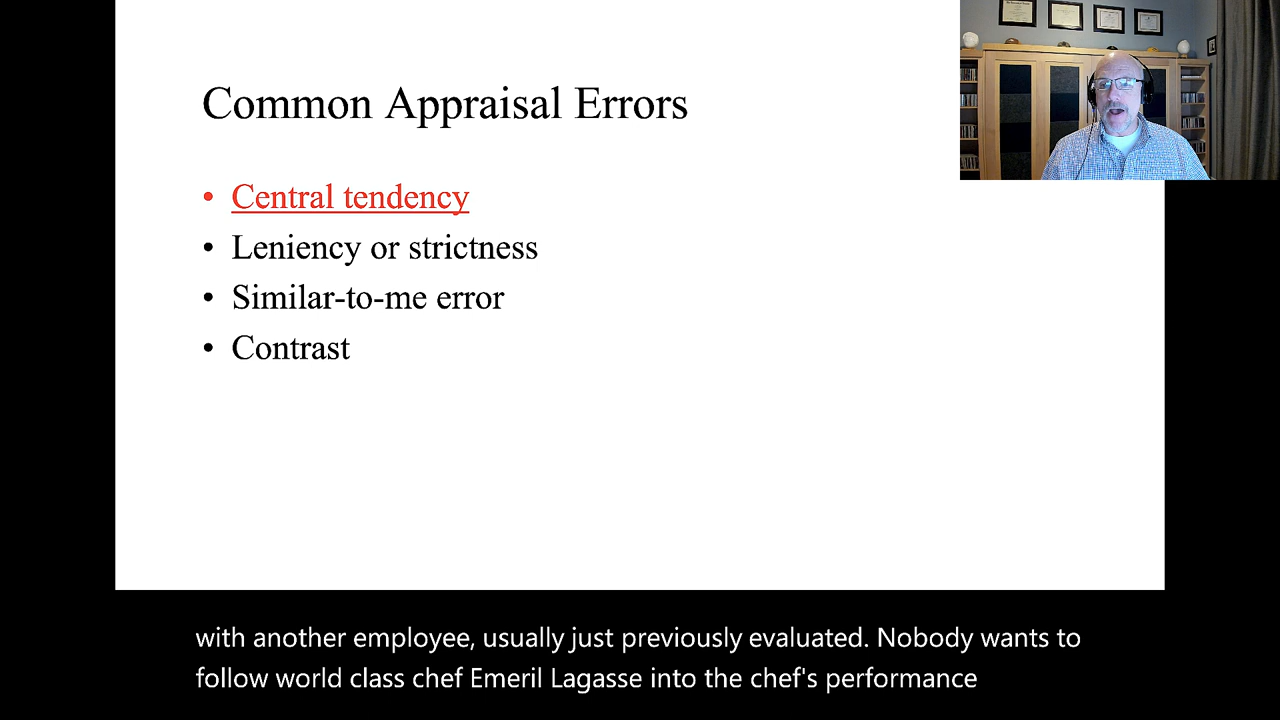 Common Appraisal Errors
• Central tendency
• Leniency or strictness
• Similar-to-me error
• Contrast
with another employee, usually just previously evaluated. Nobody wants to
follow world class chef Emeril Lagasse into the chef's performance